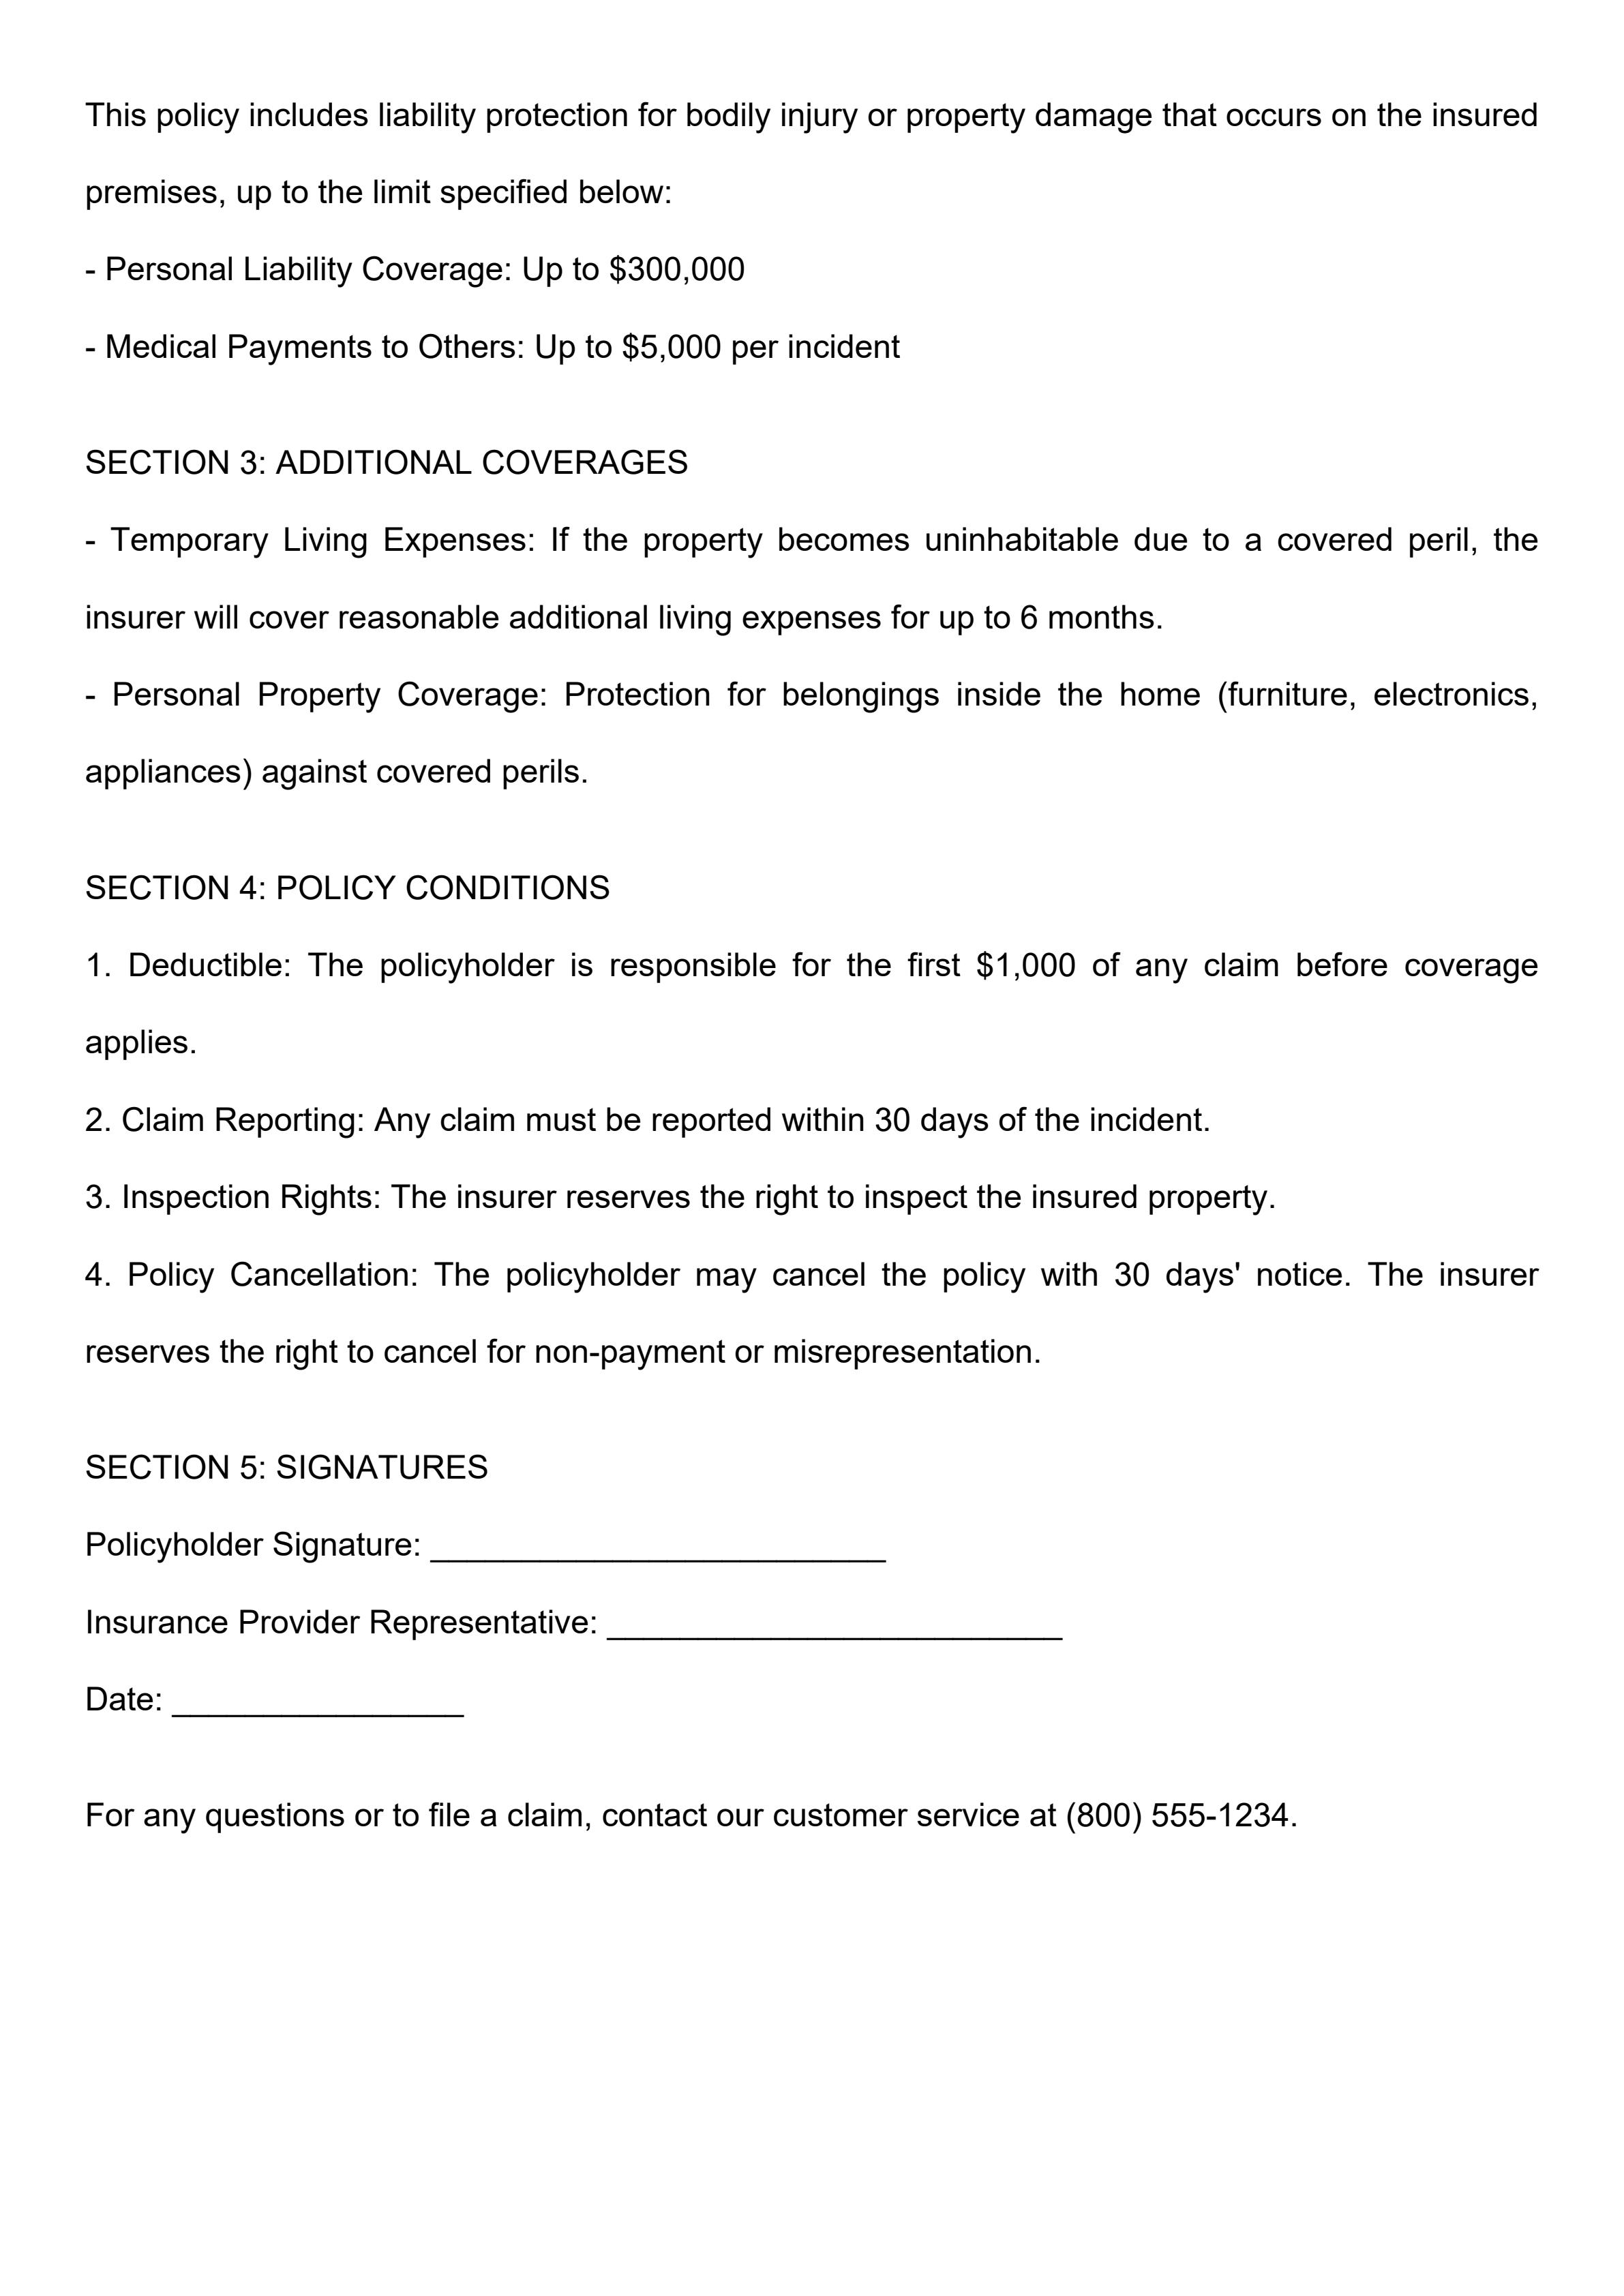 This policy includes liability protection for bodily injury or property damage that occurs on the insured
premises, up to the limit specified below:
- Personal Liability Coverage: Up to $300,000
- Medical Payments to Others: Up to $5,000 per incident
SECTION 3: ADDITIONAL COVERAGES
- Temporary Living Expenses: If the property becomes uninhabitable due to a covered peril, the
insurer will cover reasonable additional living expenses for up to 6 months.
- Personal Property Coverage: Protection for belongings inside the home (furniture, electronics,
appliances) against covered perils.
SECTION 4: POLICY CONDITIONS
1. Deductible: The policyholder is responsible for the first $1,000 of any claim before coverage
applies.
2. Claim Reporting: Any claim must be reported within 30 days of the incident.
3. Inspection Rights: The insurer reserves the right to inspect the insured property.
4. Policy Cancellation: The policyholder may cancel the policy with 30 days' notice. The insurer
reserves the right to cancel for non-payment or misrepresentation.
SECTION 5: SIGNATURES
Policyholder Signature: _________________________
Insurance Provider Representative: _________________________
Date: ________________
For any questions or to file a claim, contact our customer service at (800) 555-1234.